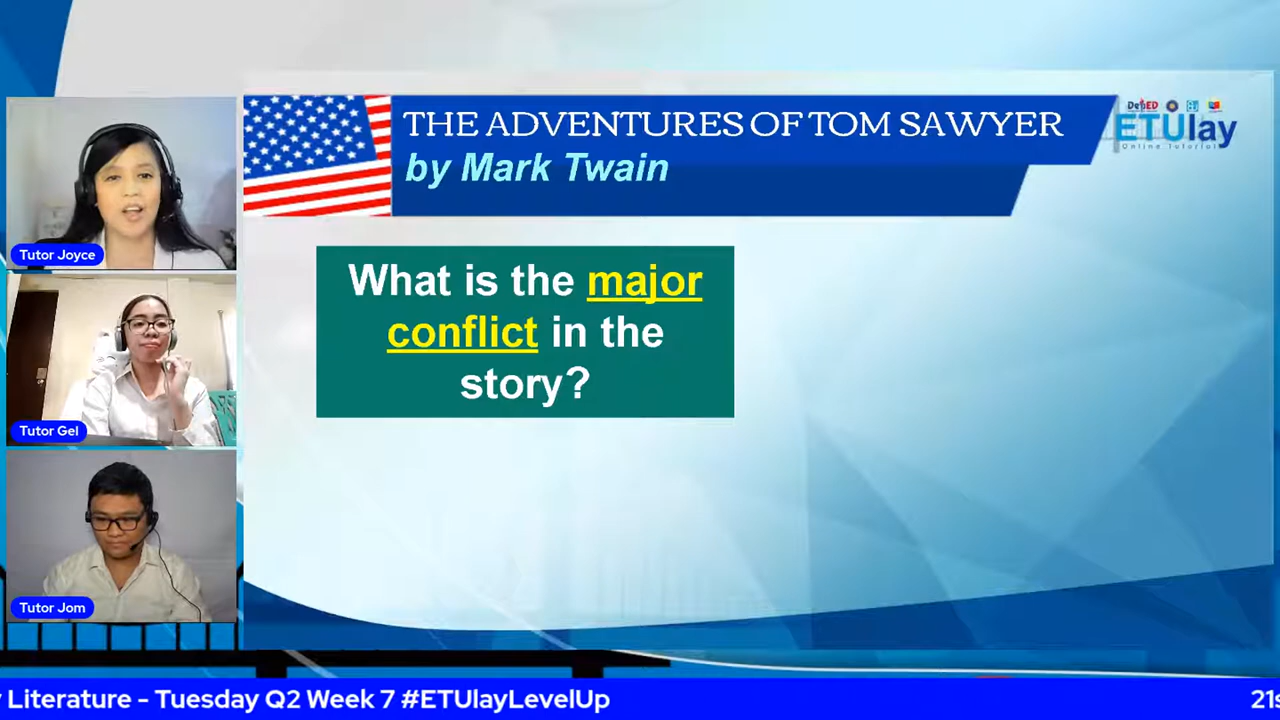 THE ADVENTURES OF TOM SAWYER
by Mark Twain
DepED
ETUlay
Online Tutorial
What is the major
conflict in the
story?
Tutor Joyce
Tutor Gel
Tutor Jom
Literature - Tuesday Q2 Week 7 #ETUlayLevelUp